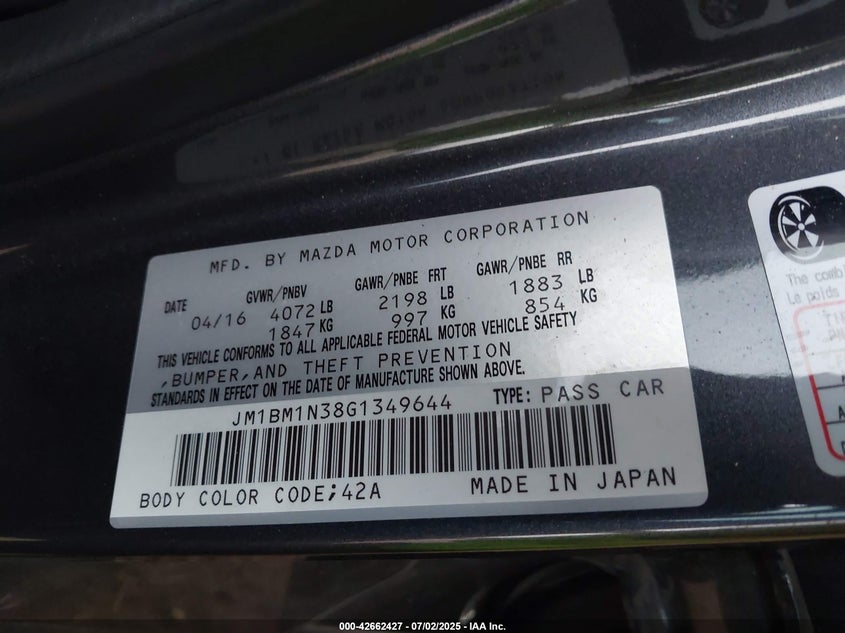 MFD. BY MAZDA MOTOR CORPORATION
DATE GVWR/PNBV GAWR/PNBE FRT GAWR/PNBE RR
04/16 4072 LB 2198 LB 1883 LB
1847 KG 997 KG 854 KG
THIS VEHICLE CONFORMS TO ALL APPLICABLE FEDERAL MOTOR VEHICLE SAFETY
,BUMPER,AND THEFT PREVENTION
STANDARDS IN EFFECT ON THE DATE OF MANUFACTURE SHOWN ABOVE.
JM1BM1N38G1349644 TYPE: PASS CAR
BODY COLOR CODE;42A MADE IN JAPAN
The
Le poids
000-42662427 - 07/02/2025 - IAA Inc.